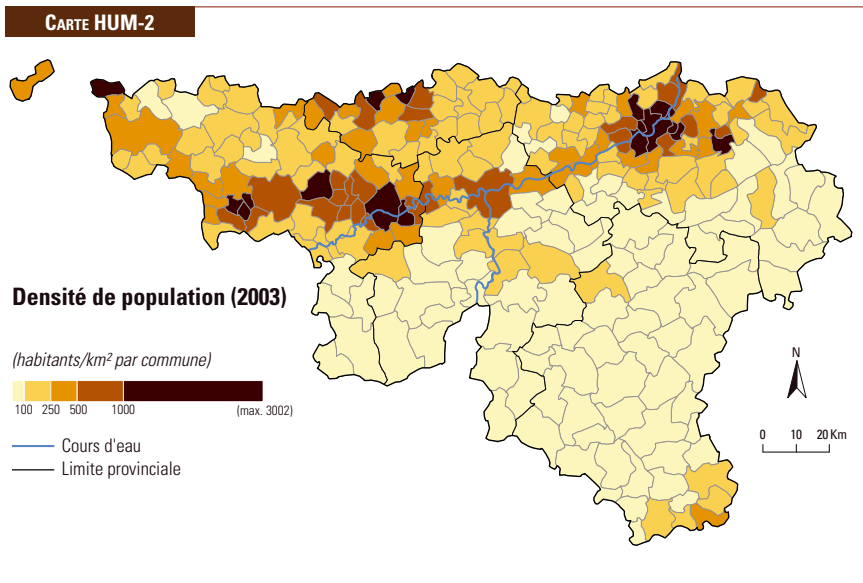 CARTE HUM-2
Densité de population (2003)
(habitants/km² par commune)
100 250 500 1000 (max. 3002)
Cours d'eau
Limite provinciale
N
0 10 20 Km